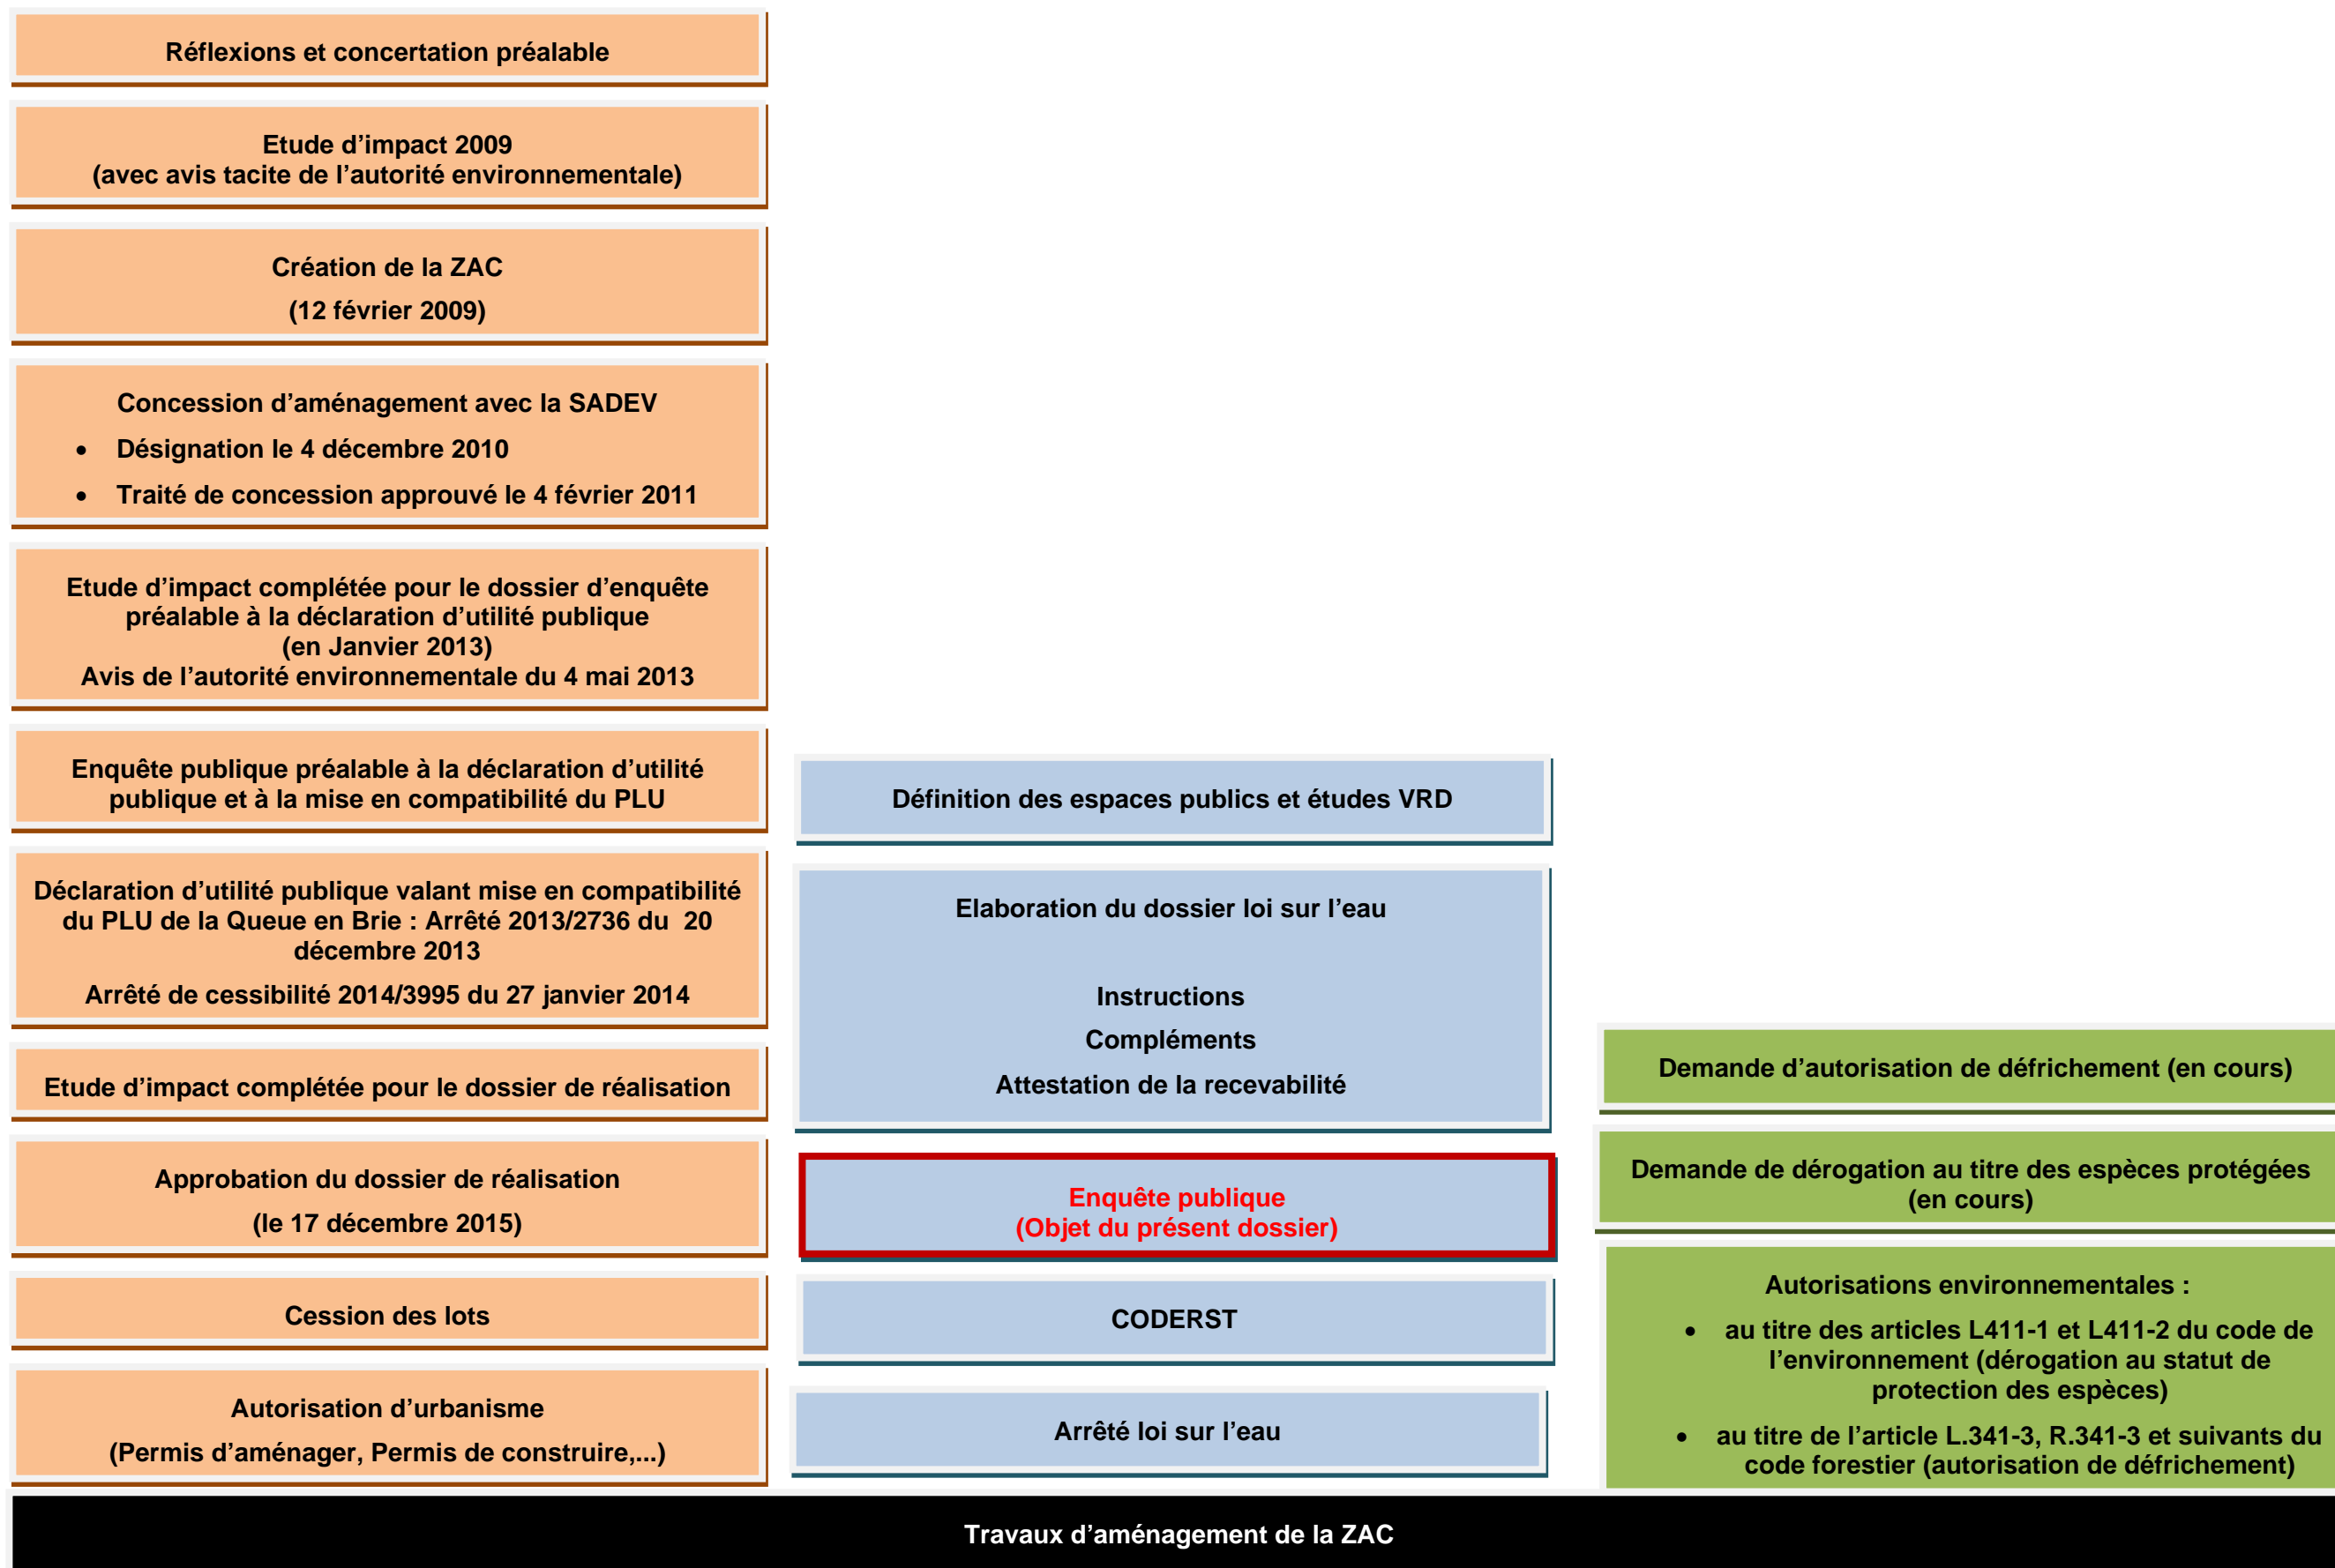 Réflexions et concertation préalable
Etude d'impact 2009
(avec avis tacite de l'autorité environnementale)
Création de la ZAC
(12 février 2009)
Concession d'aménagement avec la SADEV
• Désignation le 4 décembre 2010
• Traité de concession approuvé le 4 février 2011
Etude d'impact complétée pour le dossier d'enquête
préalable à la déclaration d'utilité publique
(en Janvier 2013)
Avis de l'autorité environnementale du 4 mai 2013
Enquête publique préalable à la déclaration d'utilité
publique et à la mise en compatibilité du PLU
Déclaration d'utilité publique valant mise en compatibilité
du PLU de la Queue en Brie : Arrêté 2013/2736 du  20
décembre 2013
Arrêté de cessibilité 2014/3995 du 27 janvier 2014
Etude d'impact complétée pour le dossier de réalisation
Approbation du dossier de réalisation
(le 17 décembre 2015)
Cession des lots
Autorisation d'urbanisme
(Permis d'aménager, Permis de construire,...)
Définition des espaces publics et études VRD
Elaboration du dossier loi sur l'eau
Instructions
Compléments
Attestation de la recevabilité
Enquête publique
(Objet du présent dossier)
CODERST
Arrêté loi sur l'eau
Demande d'autorisation de défrichement (en cours)
Demande de dérogation au titre des espèces protégées
(en cours)
Autorisations environnementales :
• au titre des articles L411-1 et L411-2 du code de
l'environnement (dérogation au statut de
protection des espèces)
• au titre de l'article L.341-3, R.341-3 et suivants du
code forestier (autorisation de défrichement)
Travaux d'aménagement de la ZAC